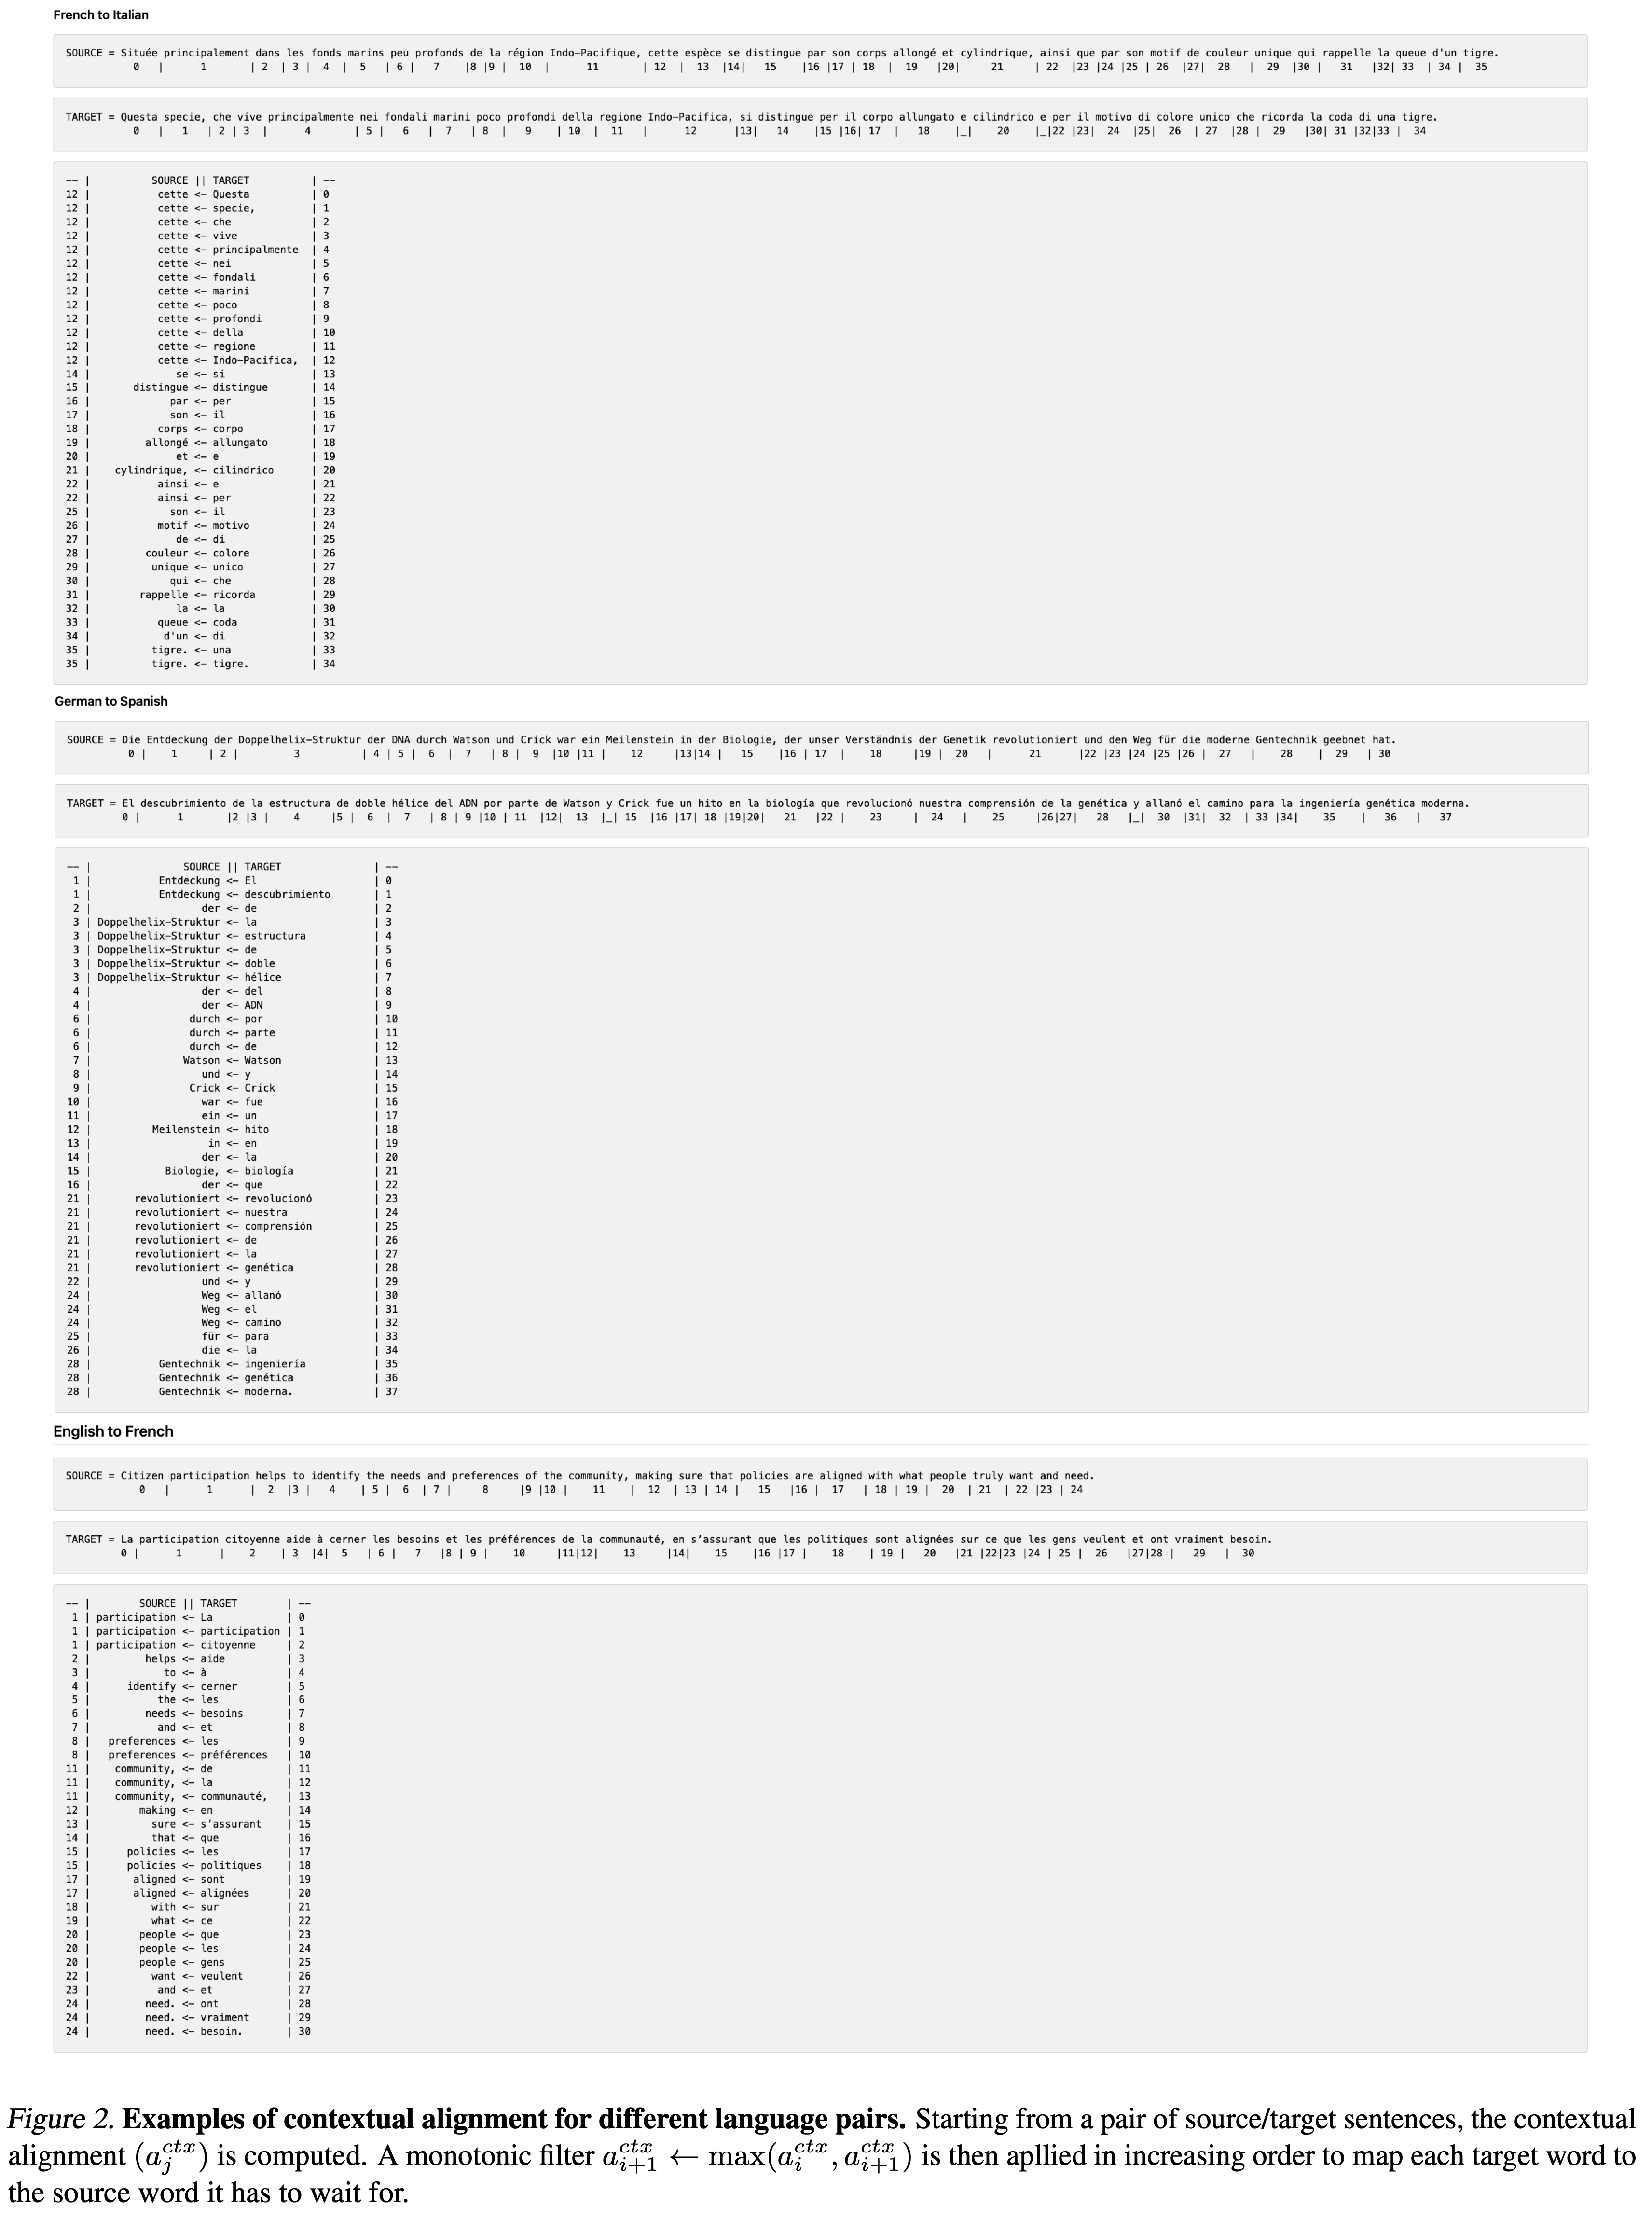 French to Italian
SOURCE = Située principalement dans les fonds marins peu profonds de la région Indo-Pacifique, cette espèce se distingue par son corps allongé et cylindrique, ainsi que par son motif de couleur unique qui rappelle la queue d'un tigre.
0 | 1 | 2 | 3 | 4 | 5 | 6 | 7 |8 |9 | 10 | 11 | 12 | 13 |14| 15 |16 |17 | 18 | 19 |20| 21 | 22 |23 |24 |25 | 26 |27| 28 | 29 |30 | 31 |32| 33 | 34 | 35
TARGET = Questa specie, che vive principalmente nei fondali marini poco profondi della regione Indo-Pacifica, si distingue per il corpo allungato e cilindrico e per il motivo di colore unico che ricorda la coda di una tigre.
0 | 1 | 2 | 3 | 4 | 5 | 6 | 7 | 8 | 9 | 10 | 11 | 12 |13| 14 |15 |16| 17 | 18 |_| 20 |_|22 |23| 24 |25| 26 | 27 |28 | 29 |30| 31 |32|33 | 34
-- | SOURCE || TARGET | --
12 | cette <- Questa | 0
12 | cette <- specie, | 1
12 | cette <- che | 2
12 | cette <- vive | 3
12 | cette <- principalmente | 4
12 | cette <- nei | 5
12 | cette <- fondali | 6
12 | cette <- marini | 7
12 | cette <- poco | 8
12 | cette <- profondi | 9
12 | cette <- della | 10
12 | cette <- regione | 11
12 | cette <- Indo-Pacifica, | 12
14 | se <- si | 13
15 | distingue <- distingue | 14
16 | par <- per | 15
17 | son <- il | 16
18 | corps <- corpo | 17
19 | allongé <- allungato | 18
20 | et <- e | 19
21 | cylindrique, <- cilindrico | 20
22 | ainsi <- e | 21
22 | ainsi <- per | 22
25 | son <- il | 23
26 | motif <- motivo | 24
27 | de <- di | 25
28 | couleur <- colore | 26
29 | unique <- unico | 27
30 | qui <- che | 28
31 | rappelle <- ricorda | 29
32 | la <- la | 30
33 | queue <- coda | 31
34 | d'un <- di | 32
35 | tigre. <- una | 33
35 | tigre. <- tigre. | 34
German to Spanish
SOURCE = Die Entdeckung der Doppelhelix-Struktur der DNA durch Watson und Crick war ein Meilenstein in der Biologie, der unser Verständnis der Genetik revolutioniert und den Weg für die moderne Gentechnik geebnet hat.
0 | 1 | 2 | 3 | 4 | 5 | 6 | 7 | 8 | 9 |10 |11 | 12 |13|14 | 15 |16 | 17 | 18 |19 | 20 | 21 |22 |23 |24 |25 |26 | 27 | 28 | 29 | 30
TARGET = El descubrimiento de la estructura de doble hélice del ADN por parte de Watson y Crick fue un hito en la biología que revolucionó nuestra comprensión de la genética y allanó el camino para la ingeniería genética moderna.
0 | 1 |2 |3 | 4 |5 | 6 | 7 | 8 | 9 |10 | 11 |12| 13 |_| 15 |16 |17| 18 |19|20| 21 |22 | 23 | 24 | 25 |26|27| 28 |_| 30 |31| 32 | 33 |34| 35 | 36 | 37
-- | SOURCE || TARGET | --
1 | Entdeckung <- El | 0
1 | Entdeckung <- descubrimiento | 1
2 | der <- de | 2
3 | Doppelhelix-Struktur <- la | 3
3 | Doppelhelix-Struktur <- estructura | 4
3 | Doppelhelix-Struktur <- de | 5
3 | Doppelhelix-Struktur <- doble | 6
3 | Doppelhelix-Struktur <- hélice | 7
4 | der <- del | 8
4 | der <- ADN | 9
6 | durch <- por | 10
6 | durch <- parte | 11
6 | durch <- de | 12
7 | Watson <- Watson | 13
8 | und <- y | 14
9 | Crick <- Crick | 15
10 | war <- fue | 16
11 | ein <- un | 17
12 | Meilenstein <- hito | 18
13 | in <- en | 19
14 | der <- la | 20
15 | Biologie, <- biología | 21
16 | der <- que | 22
21 | revolutioniert <- revolucionó | 23
21 | revolutioniert <- nuestra | 24
21 | revolutioniert <- comprensión | 25
21 | revolutioniert <- de | 26
21 | revolutioniert <- la | 27
21 | revolutioniert <- genética | 28
22 | und <- y | 29
24 | Weg <- allanó | 30
24 | Weg <- el | 31
24 | Weg <- camino | 32
25 | für <- para | 33
26 | die <- la | 34
28 | Gentechnik <- ingeniería | 35
28 | Gentechnik <- genética | 36
28 | Gentechnik <- moderna. | 37
English to French
SOURCE = Citizen participation helps to identify the needs and preferences of the community, making sure that policies are aligned with what people truly want and need.
0 | 1 | 2 |3 | 4 | 5 | 6 | 7 | 8 |9 |10 | 11 | 12 | 13 | 14 | 15 |16 | 17 | 18 | 19 | 20 | 21 | 22 |23 | 24
TARGET = La participation citoyenne aide à cerner les besoins et les préférences de la communauté, en s’assurant que les politiques sont alignées sur ce que les gens veulent et ont vraiment besoin.
0 | 1 | 2 | 3 |4| 5 | 6 | 7 |8 | 9 | 10 |11|12| 13 |14| 15 |16 |17 | 18 | 19 | 20 |21 |22|23 |24 | 25 | 26 |27|28 | 29 | 30
-- | SOURCE || TARGET | --
1 | participation <- La | 0
1 | participation <- participation | 1
1 | participation <- citoyenne | 2
2 | helps <- aide | 3
3 | to <- à | 4
4 | identify <- cerner | 5
5 | the <- les | 6
6 | needs <- besoins | 7
7 | and <- et | 8
8 | preferences <- les | 9
8 | preferences <- préférences | 10
11 | community, <- de | 11
11 | community, <- la | 12
11 | community, <- communauté, | 13
12 | making <- en | 14
13 | sure <- s’assurant | 15
14 | that <- que | 16
15 | policies <- les | 17
15 | policies <- politiques | 18
17 | aligned <- sont | 19
17 | aligned <- alignées | 20
18 | with <- sur | 21
19 | what <- ce | 22
20 | people <- que | 23
20 | people <- les | 24
20 | people <- gens | 25
22 | want <- veulent | 26
23 | and <- et | 27
24 | need. <- ont | 28
24 | need. <- vraiment | 29
24 | need. <- besoin. | 30
Figure 2. Examples of contextual alignment for different language pairs. Starting from a pair of source/target sentences, the contextual
alignment (a_j^{ctx}) is computed. A monotonic filter a_{i+1}^{ctx} ← max(a_i^{ctx}, a_{i+1}^{ctx}) is then apllied in increasing order to map each target word to
the source word it has to wait for.